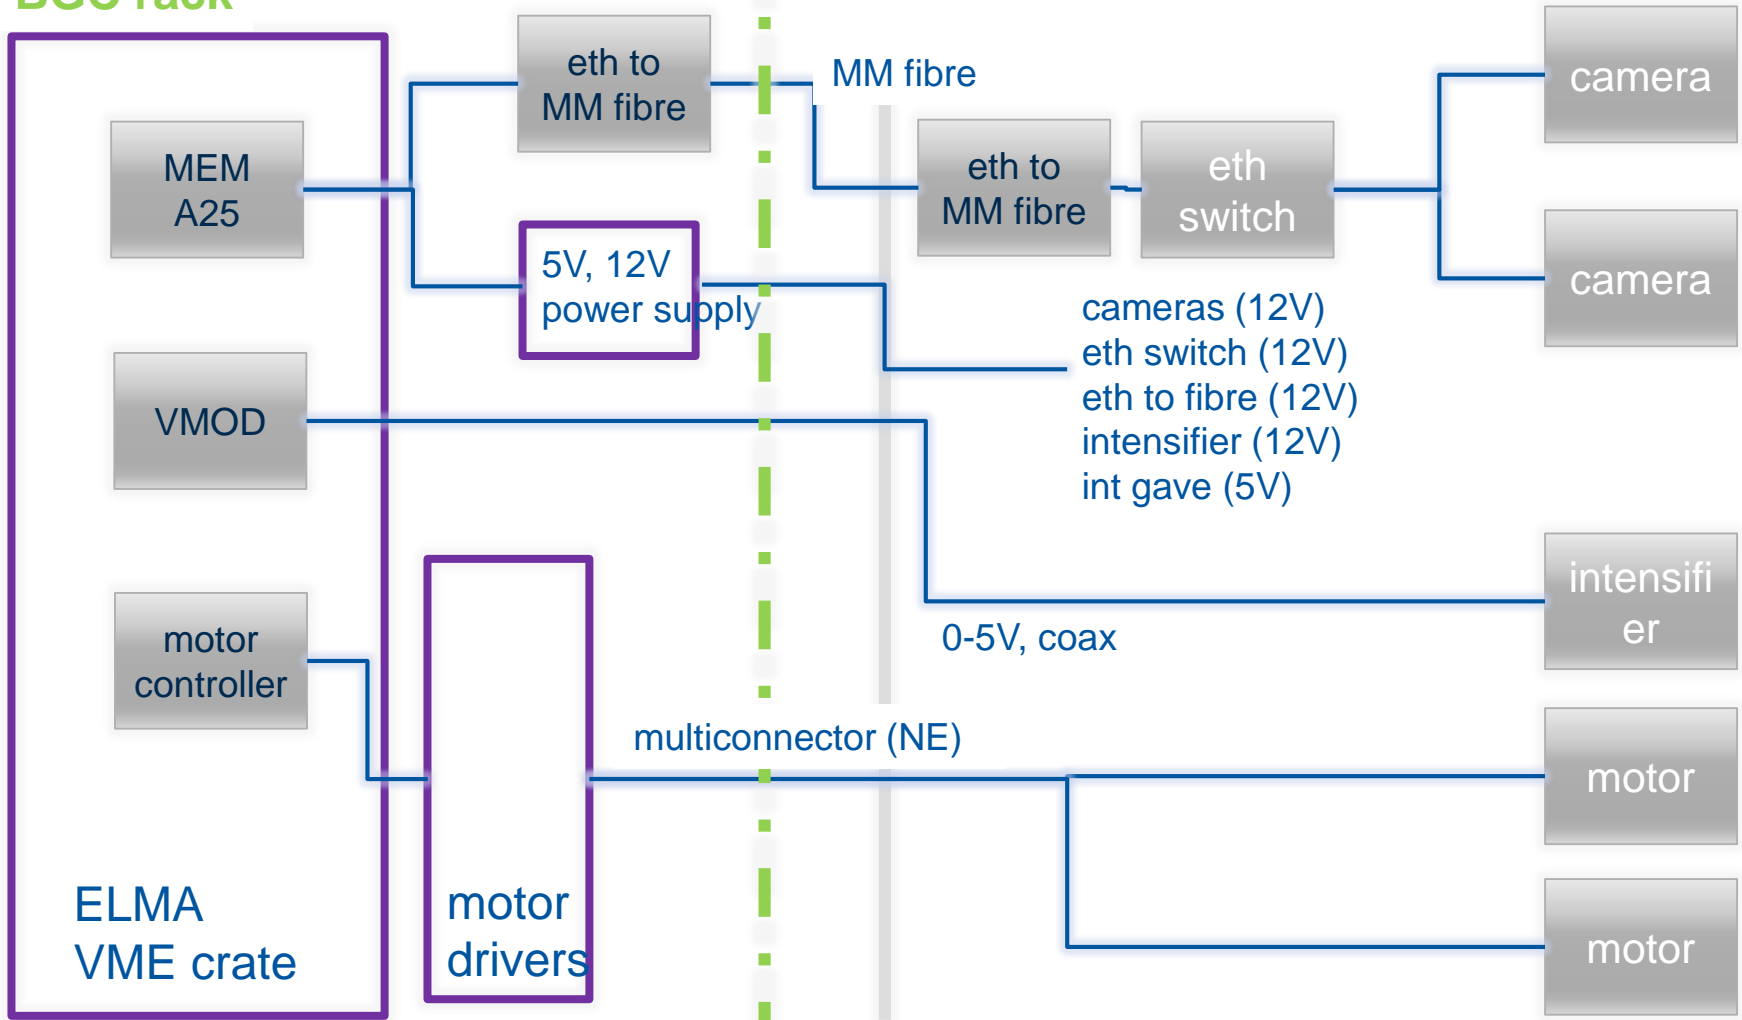 BGC rack
eth to
MM fibre
MM fibre
camera
MEM
A25
eth to
MM fibre
eth
switch
5V, 12V
power supply
camera
cameras (12V)
eth switch (12V)
eth to fibre (12V)
intensifier (12V)
int gave (5V)
VMOD
intensifi
er
0-5V, coax
motor
controller
multiconnector (NE)
motor
ELMA
VME crate
motor
drivers
motor